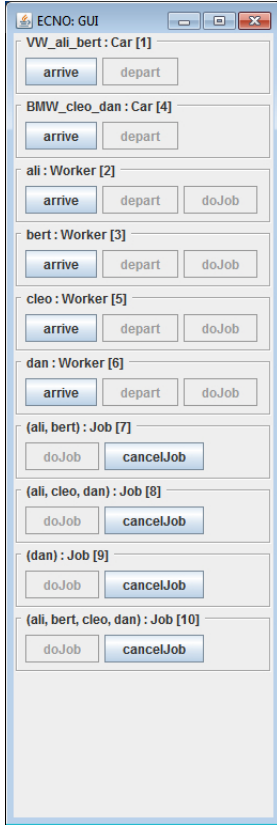 ECNO: GUI
VW_ali_bert : Car [1]
arrive depart
BMW_cleo_dan : Car [4]
arrive depart
ali : Worker [2]
arrive depart doJob
bert : Worker [3]
arrive depart doJob
cleo : Worker [5]
arrive depart doJob
dan : Worker [6]
arrive depart doJob
(ali, bert) : Job [7]
doJob cancelJob
(ali, cleo, dan) : Job [8]
doJob cancelJob
(dan) : Job [9]
doJob cancelJob
(ali, bert, cleo, dan) : Job [10]
doJob cancelJob